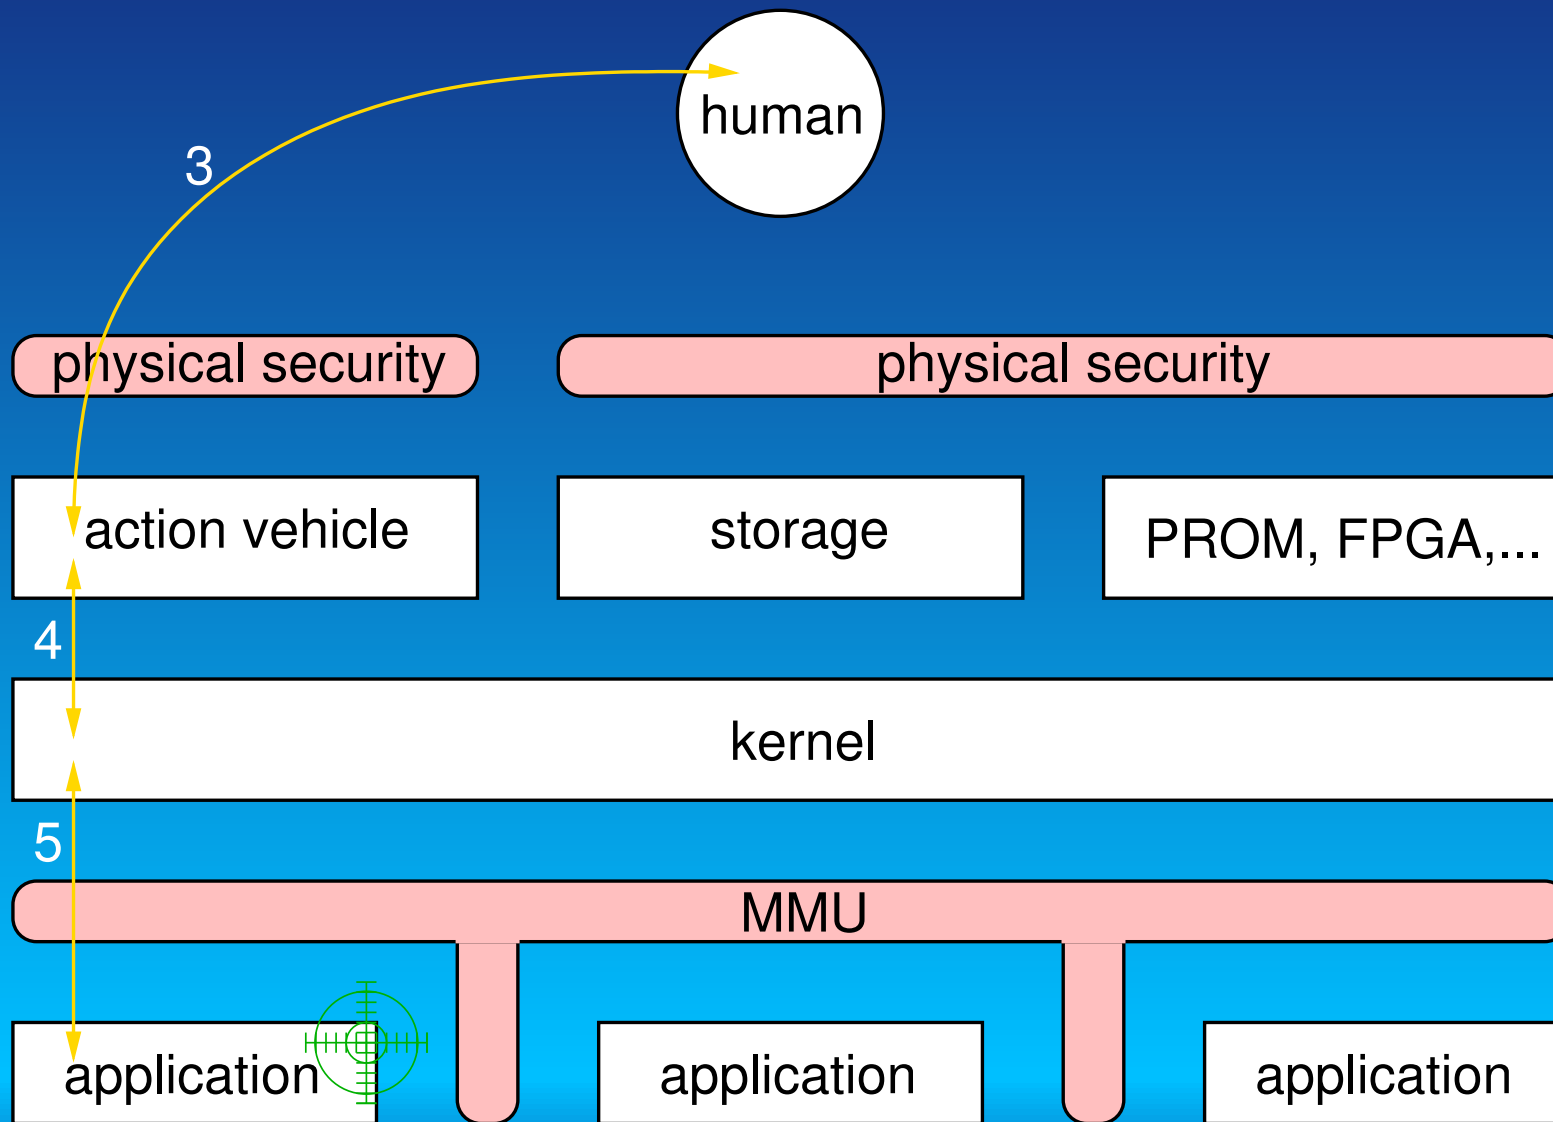 human
3
physical security
physical security
action vehicle
storage
PROM, FPGA,...
4
kernel
5
MMU
application
application
application